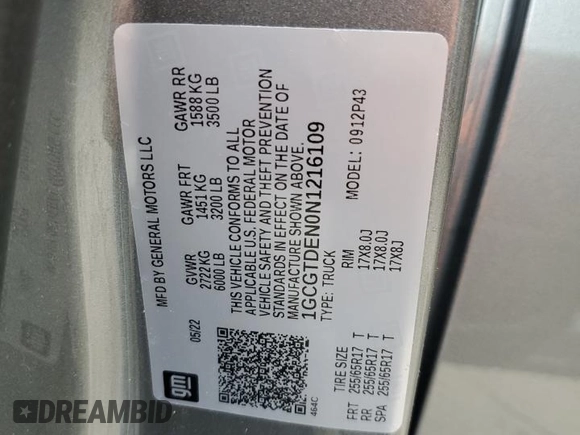 MFD BY GENERAL MOTORS LLC
05/22
GVWR
2722 KG
6000 LB
GAWR FRT
1451 KG
3200 LB
GAWR RR
1588 KG
3500 LB
THIS VEHICLE CONFORMS TO ALL
APPLICABLE U.S. FEDERAL MOTOR
VEHICLE SAFETY AND THEFT PREVENTION
STANDARDS IN EFFECT ON THE DATE OF
MANUFACTURE SHOWN ABOVE.
1GCGTDEN0N1216109
TYPE: TRUCK
MODEL: 0912P43
TIRE SIZE RIM
FRT 255/65R17 T 17X8.0J
RR 255/65R17 T 17X8.0J
SPA 255/65R17 T 17X8J
464C
gm
DREAMBID